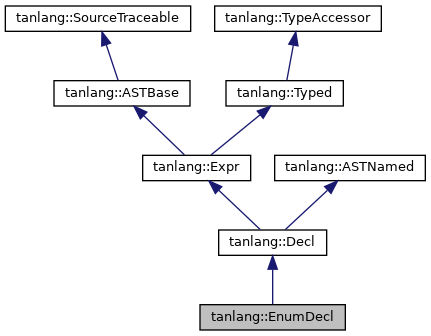 tanlang::SourceTraceable
tanlang::TypeAccessor
tanlang::ASTBase
tanlang::Typed
tanlang::Expr
tanlang::ASTNamed
tanlang::Decl
tanlang::EnumDecl